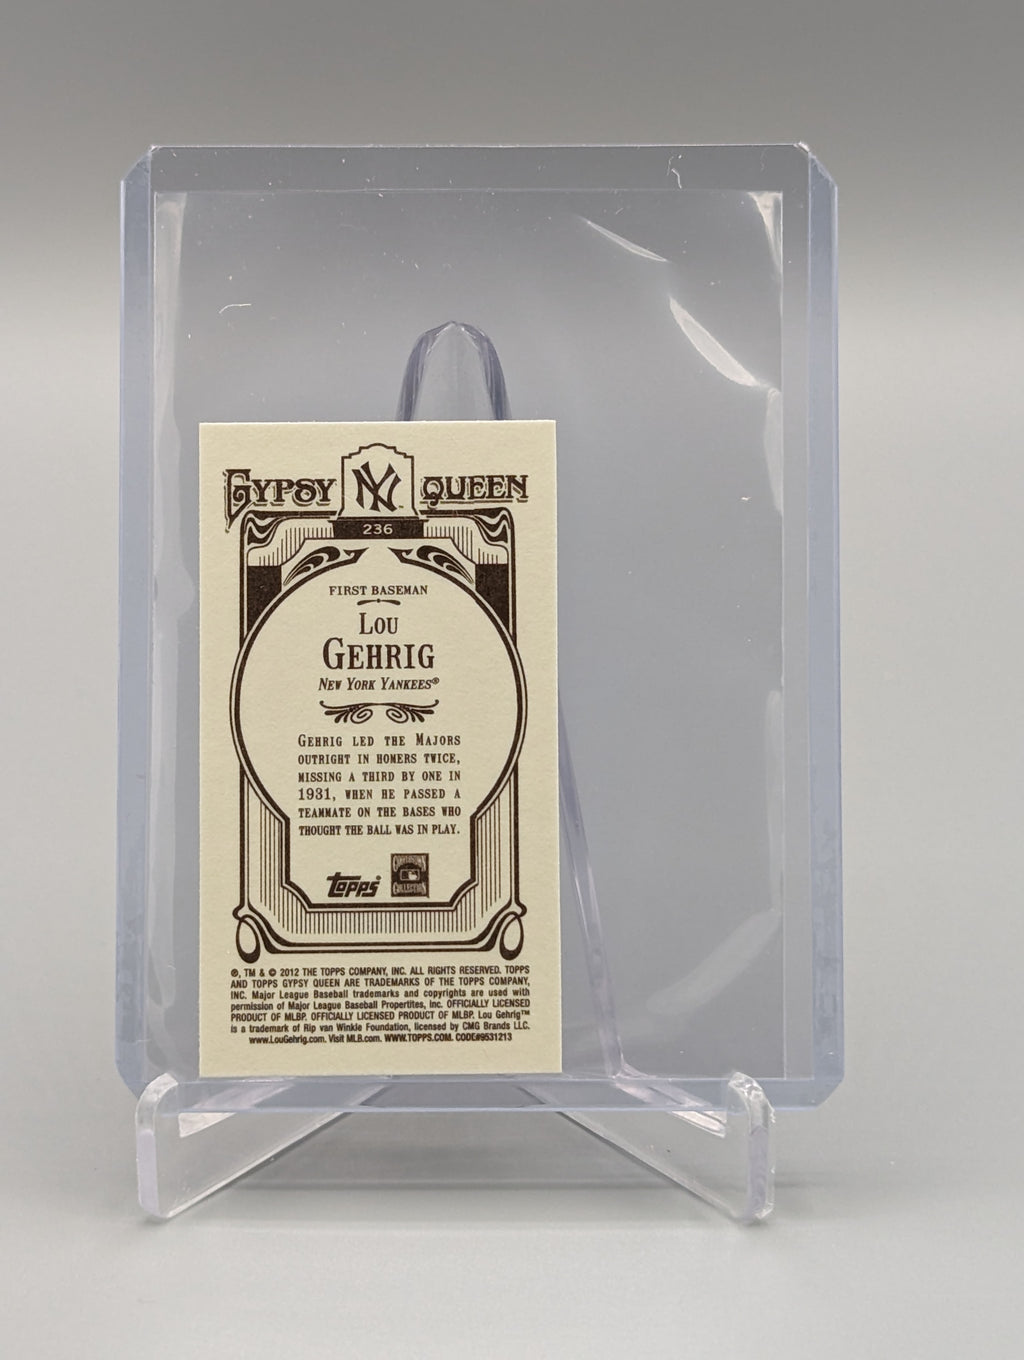 GYPSY NY QUEEN
236
FIRST BASEMAN
LOU
GEHRIG
NEW YORK YANKEES®
GEHRIG LED THE MAJORS
OUTRIGHT IN HOMERS TWICE,
MISSING A THIRD BY ONE IN
1931, WHEN HE PASSED A
TEAMMATE ON THE BASES WHO
THOUGHT THE BALL WAS IN PLAY.
topps COOPERSTOWN
COLLECTION
®, TM & © 2012 THE TOPPS COMPANY, INC. ALL RIGHTS RESERVED. TOPPS
AND TOPPS GYPSY QUEEN ARE TRADEMARKS OF THE TOPPS COMPANY,
INC. Major League Baseball trademarks and copyrights are used with
permission of Major League Baseball Propertites, Inc. OFFICIALLY LICENSED
PRODUCT OF MLBP. OFFICIALLY LICENSED PRODUCT OF MLBP. Lou Gehrig™
is a trademark of Rip van Winkle Foundation, licensed by CMG Brands LLC.
www.LouGehrig.com. Visit MLB.com. WWW.TOPPS.COM. CODE#9531213